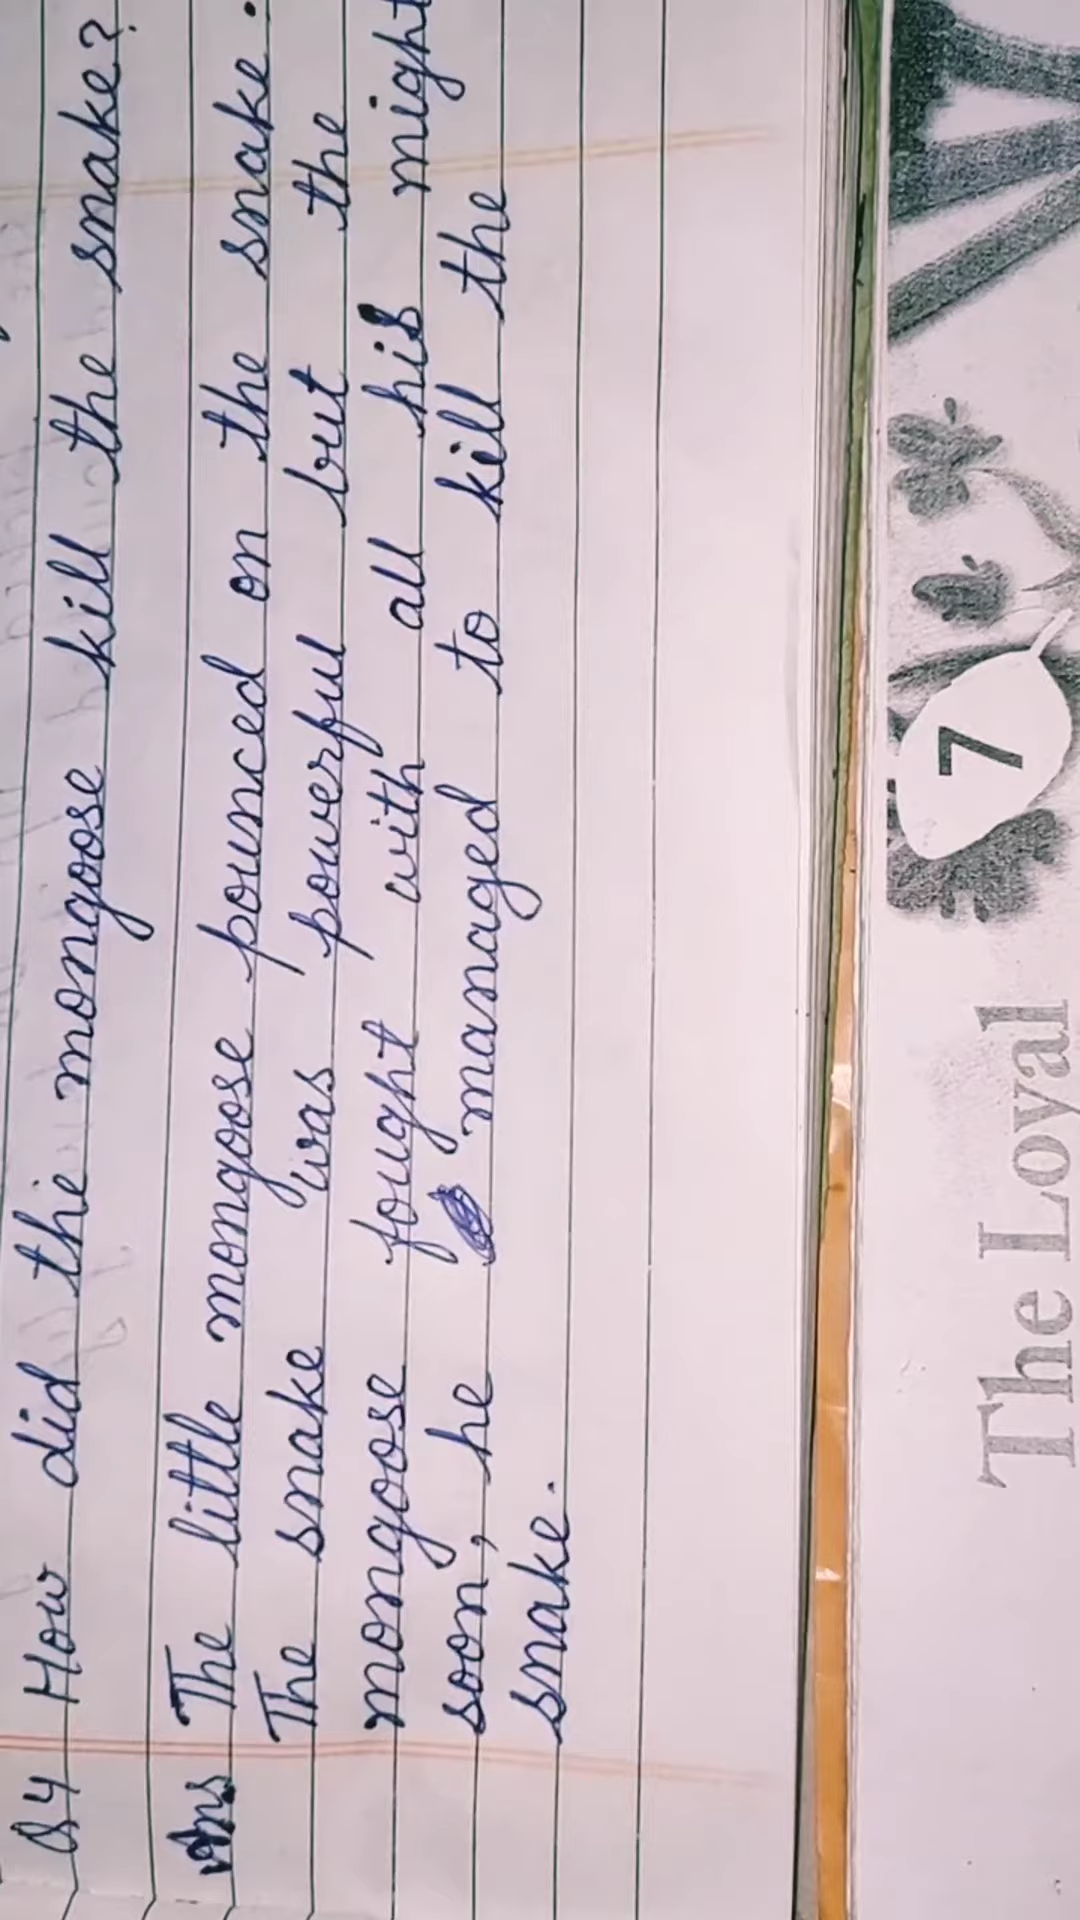 Q4 How did the mongoose kill the snake?
Ans The little mongoose pounced on the snake.
The snake was powerful but the
mongoose fought with all his might
soon, he managed to kill the
snake.
7
The Loyal